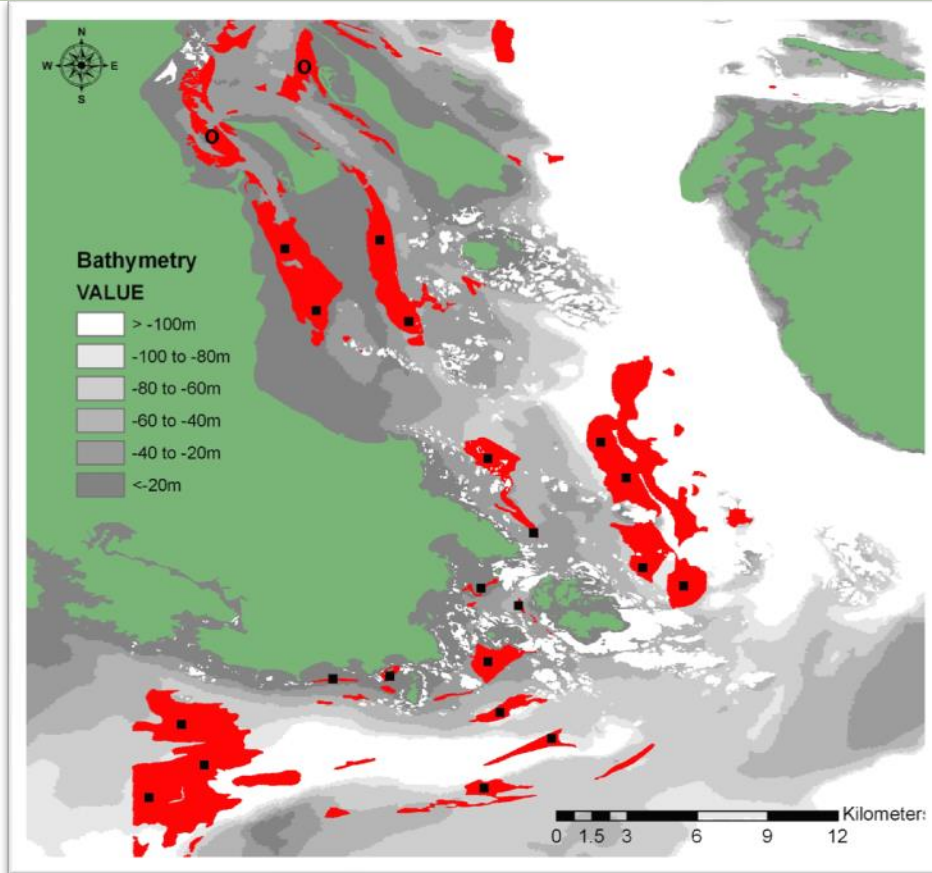 N
W E
S
O
O
Bathymetry
VALUE
> -100m
-100 to -80m
-80 to -60m
-60 to -40m
-40 to -20m
<-20m
Kilometers
0 1.5 3 6 9 12